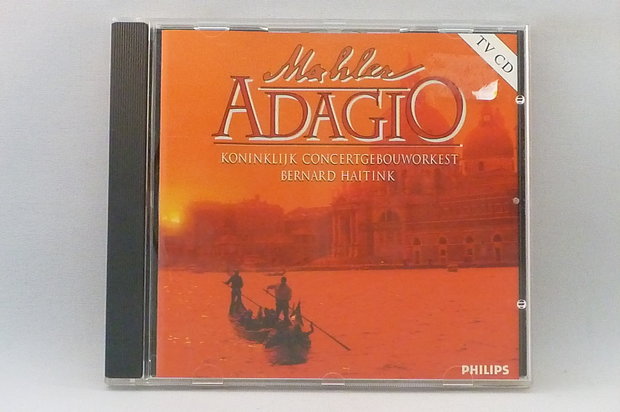 Mahler
TV CD
ADAGIO
KONINKLIJK CONCERTGEBOUWORKEST
BERNARD HAITINK
PHILIPS